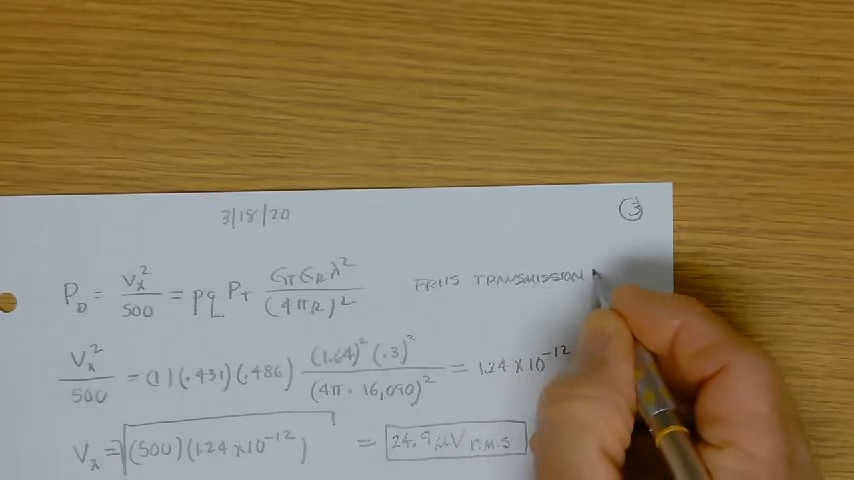 3/18/20
3
P_D = V_x^2/500 = pq P_T G_T G_R λ^2/(4πR)^2 FRIIS TRANSMISSION
V_x^2/500 = (1)(.431)(.486) (1.64)^2(.3)^2/(4π·16,090)^2 = 1.24×10^-12
V_x = √(500)(1.24×10^-12) = 24.9 μV r.m.s